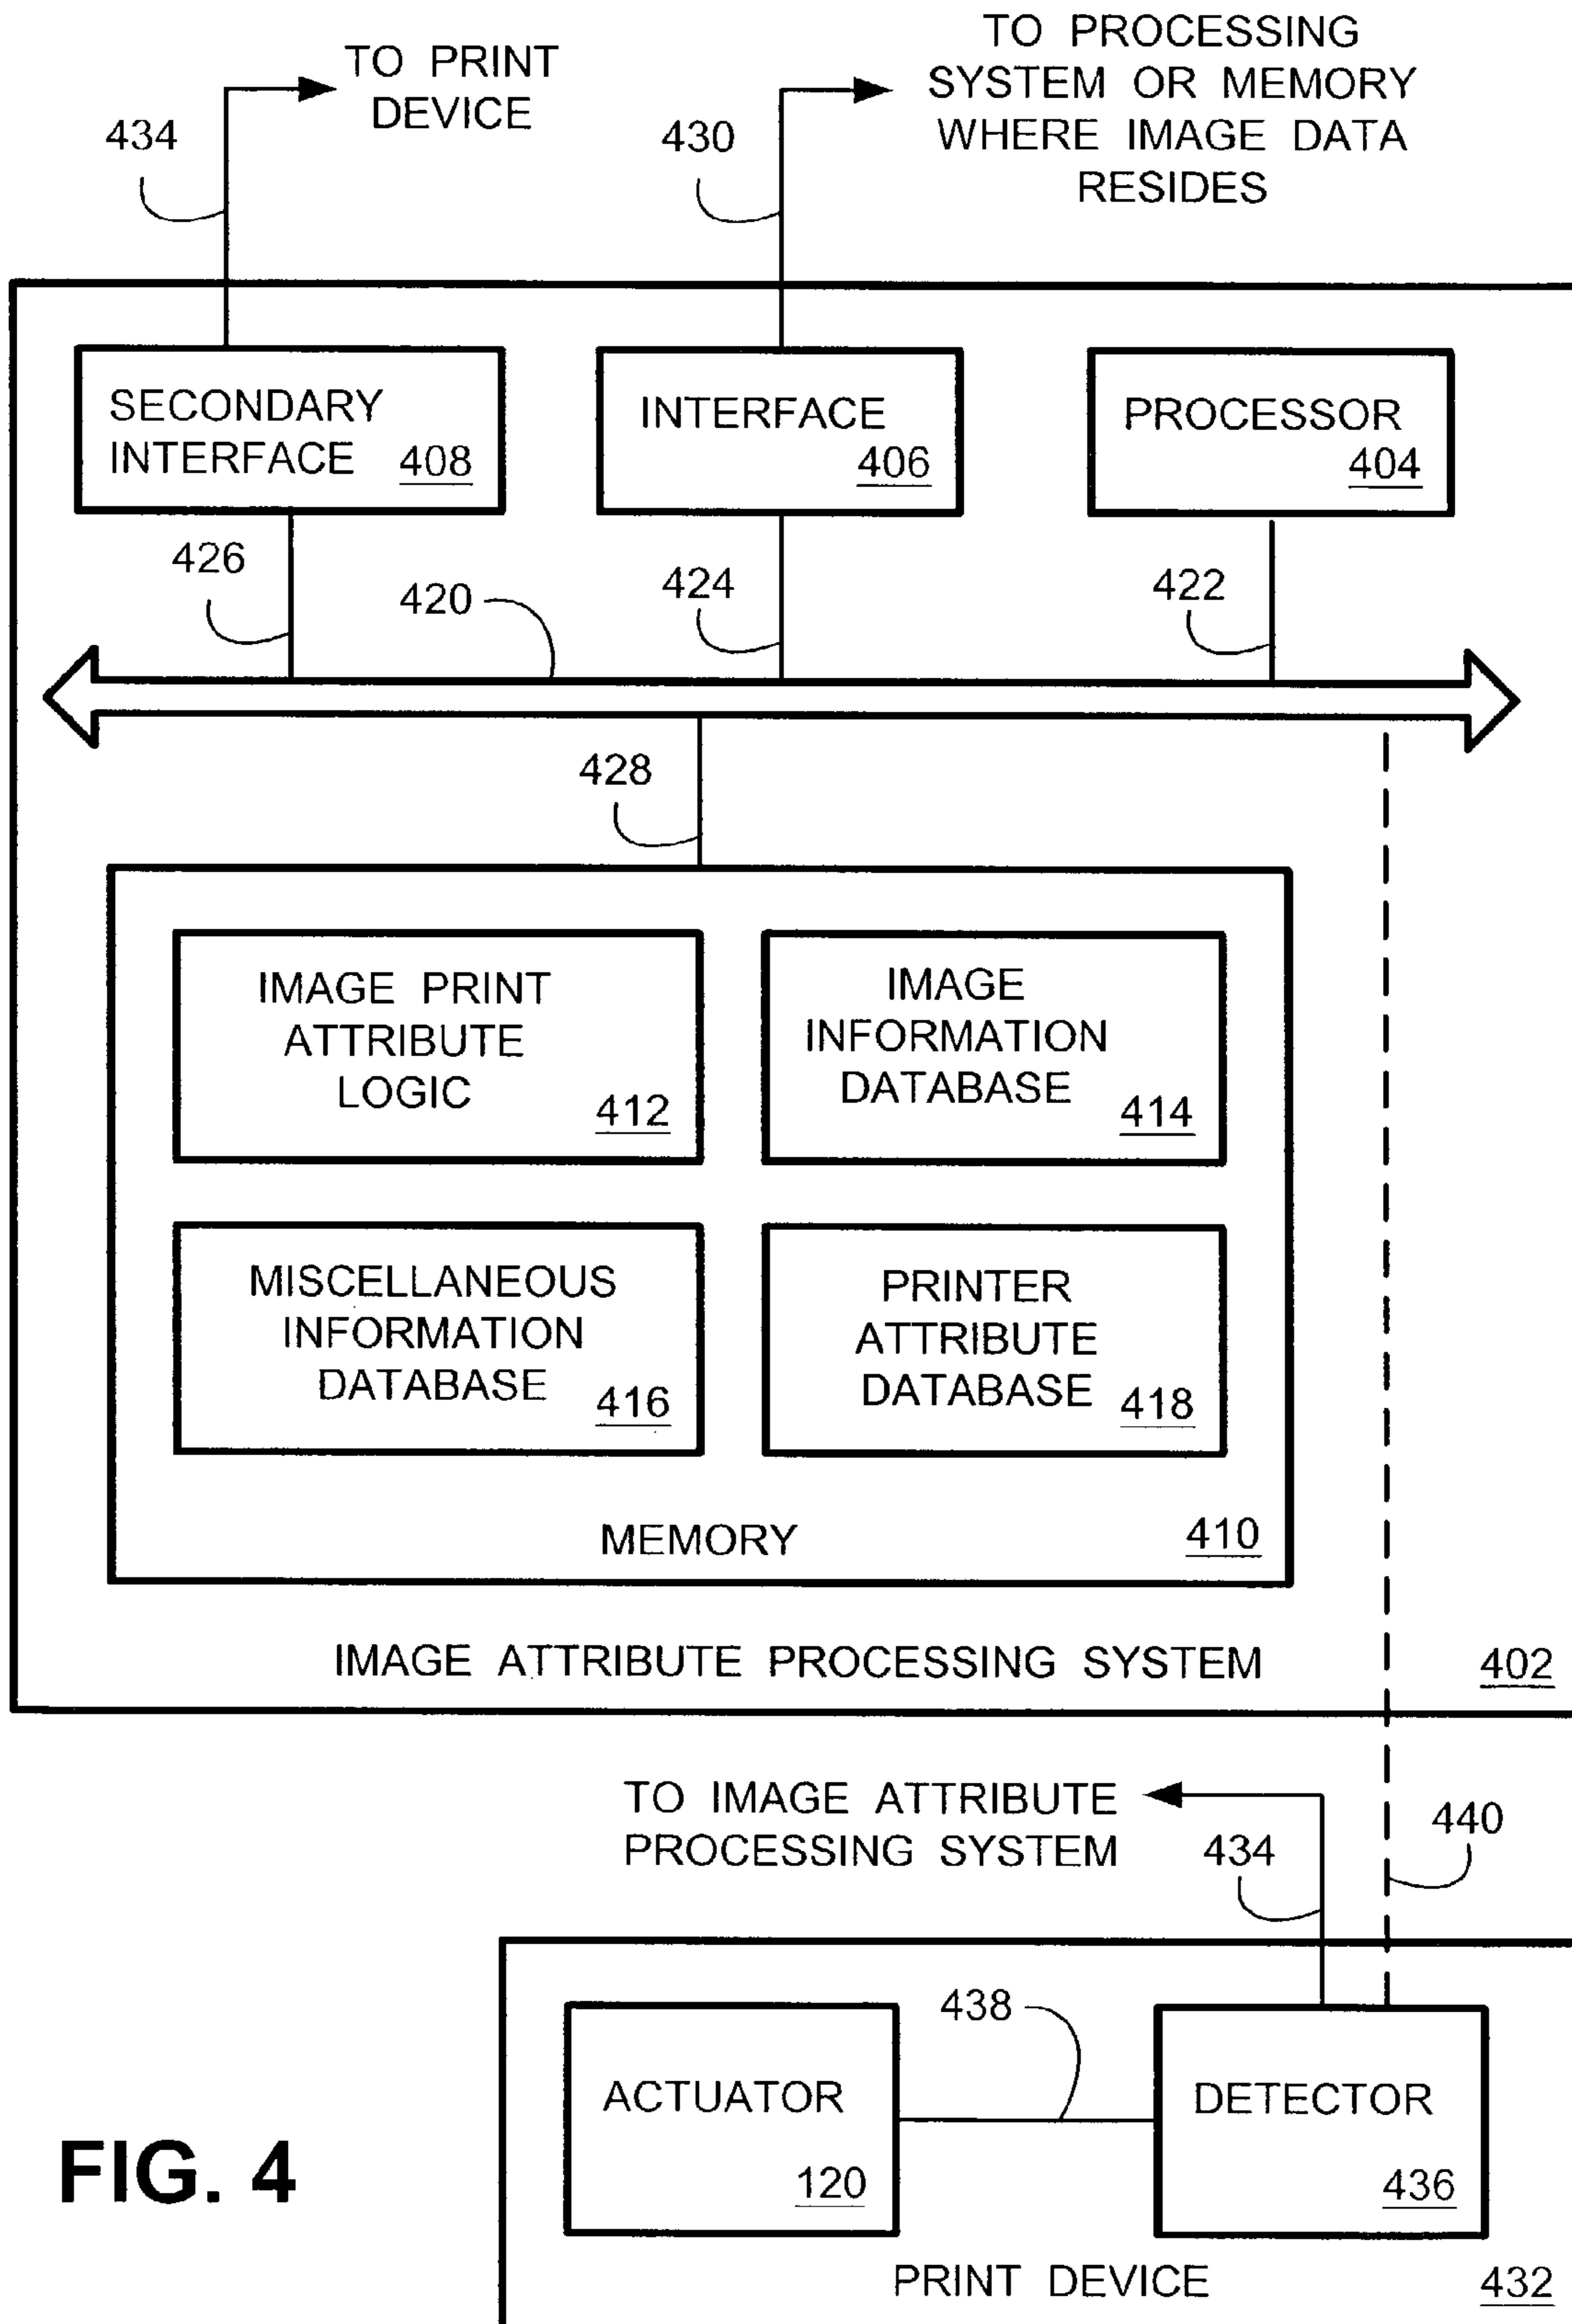 TO PRINT
DEVICE
TO PROCESSING
SYSTEM OR MEMORY
WHERE IMAGE DATA
RESIDES
434
430
SECONDARY
INTERFACE 408
INTERFACE
406
PROCESSOR
404
426
420
424
422
428
IMAGE PRINT
ATTRIBUTE
LOGIC
412
IMAGE
INFORMATION
DATABASE
414
MISCELLANEOUS
INFORMATION
DATABASE
416
PRINTER
ATTRIBUTE
DATABASE
418
MEMORY
410
IMAGE ATTRIBUTE PROCESSING SYSTEM
402
TO IMAGE ATTRIBUTE
PROCESSING SYSTEM
434
440
438
ACTUATOR
120
DETECTOR
436
PRINT DEVICE
432
FIG. 4